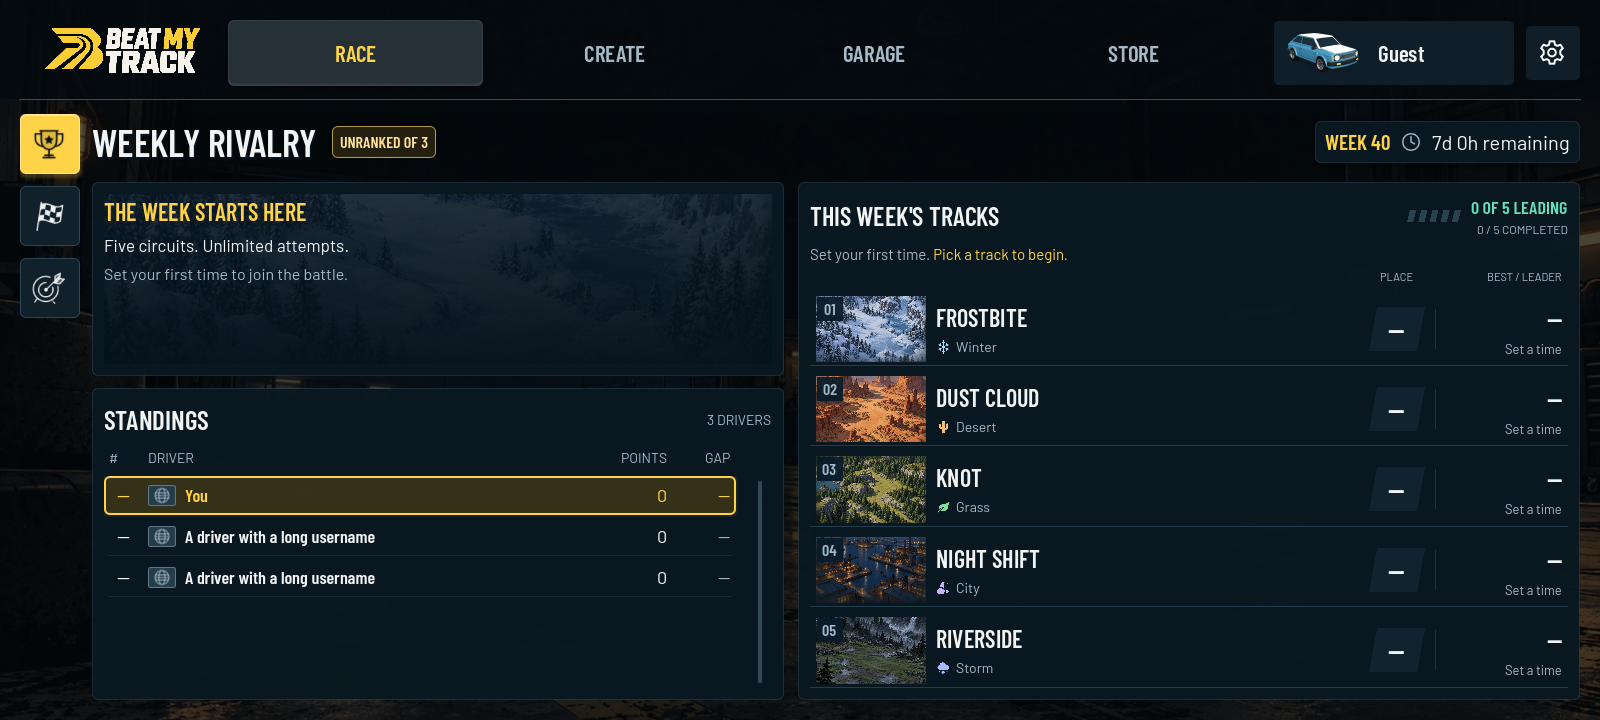 BEAT MY TRACK
RACE
CREATE
GARAGE
STORE
Guest
WEEKLY RIVALRY
UNRANKED OF 3
WEEK 40
7d 0h remaining
THE WEEK STARTS HERE
Five circuits. Unlimited attempts.
Set your first time to join the battle.
STANDINGS
3 DRIVERS
# DRIVER POINTS GAP
— You 0 —
— A driver with a long username 0 —
— A driver with a long username 0 —
THIS WEEK'S TRACKS
0 OF 5 LEADING
0 / 5 COMPLETED
Set your first time. Pick a track to begin.
PLACE BEST / LEADER
01 FROSTBITE — —
Winter Set a time
02 DUST CLOUD — —
Desert Set a time
03 KNOT — —
Grass Set a time
04 NIGHT SHIFT — —
City Set a time
05 RIVERSIDE — —
Storm Set a time